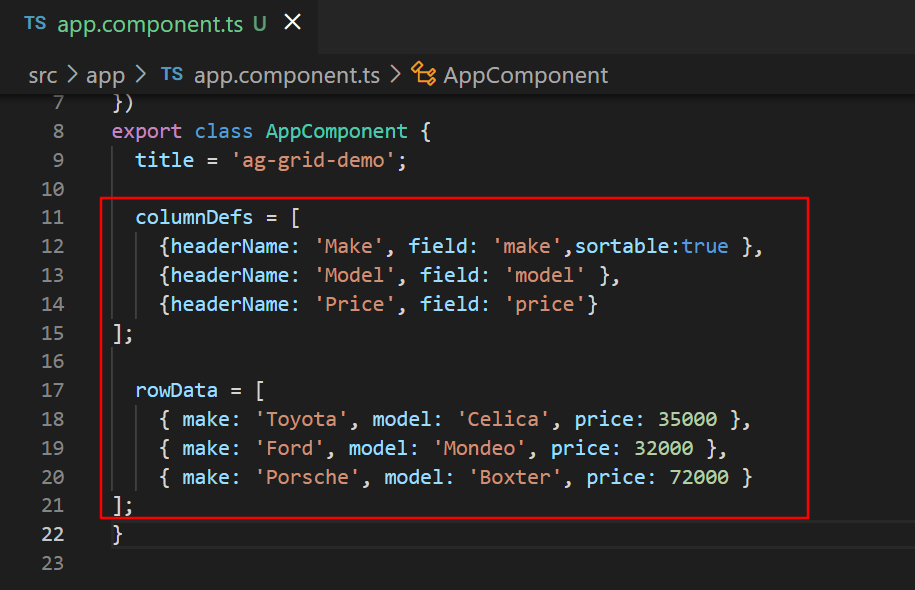 TS app.component.ts U ×
src > app > TS app.component.ts > AppComponent
7 })
8 export class AppComponent {
9 title = 'ag-grid-demo';
10
11 columnDefs = [
12 {headerName: 'Make', field: 'make',sortable:true },
13 {headerName: 'Model', field: 'model' },
14 {headerName: 'Price', field: 'price'}
15 ];
16
17 rowData = [
18 { make: 'Toyota', model: 'Celica', price: 35000 },
19 { make: 'Ford', model: 'Mondeo', price: 32000 },
20 { make: 'Porsche', model: 'Boxter', price: 72000 }
21 ];
22 }
23